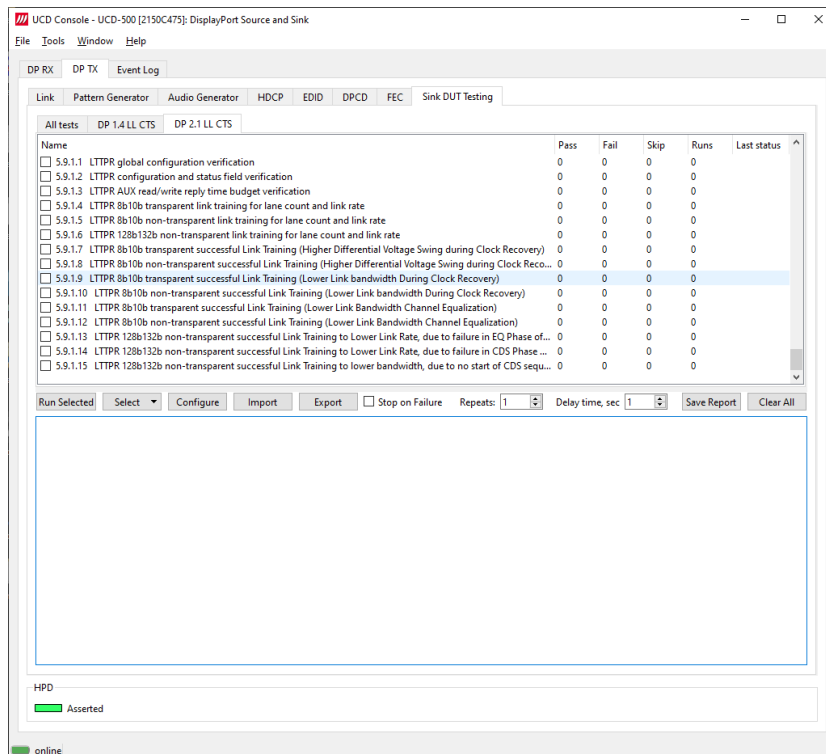 UCD Console - UCD-500 [2150C475]: DisplayPort Source and Sink
File Tools Window Help
DP RX DP TX Event Log
Link Pattern Generator Audio Generator HDCP EDID DPCD FEC Sink DUT Testing
All tests DP 1.4 LL CTS DP 2.1 LL CTS
Name Pass Fail Skip Runs Last status
5.9.1.1 LTTPR global configuration verification 0 0 0 0
5.9.1.2 LTTPR configuration and status field verification 0 0 0 0
5.9.1.3 LTTPR AUX read/write reply time budget verification 0 0 0 0
5.9.1.4 LTTPR 8b10b transparent link training for lane count and link rate 0 0 0 0
5.9.1.5 LTTPR 8b10b non-transparent link training for lane count and link rate 0 0 0 0
5.9.1.6 LTTPR 128b132b non-transparent link training for lane count and link rate 0 0 0 0
5.9.1.7 LTTPR 8b10b transparent successful Link Training (Higher Differential Voltage Swing during Clock Recovery) 0 0 0 0
5.9.1.8 LTTPR 8b10b non-transparent successful Link Training (Higher Differential Voltage Swing during Clock Reco... 0 0 0 0
5.9.1.9 LTTPR 8b10b transparent successful Link Training (Lower Link bandwidth During Clock Recovery) 0 0 0 0
5.9.1.10 LTTPR 8b10b non-transparent successful Link Training (Lower Link bandwidth During Clock Recovery) 0 0 0 0
5.9.1.11 LTTPR 8b10b transparent successful Link Training (Lower Link Bandwidth Channel Equalization) 0 0 0 0
5.9.1.12 LTTPR 8b10b non-transparent successful Link Training (Lower Link Bandwidth Channel Equalization) 0 0 0 0
5.9.1.13 LTTPR 128b132b non-transparent successful Link Training to Lower Link Rate, due to failure in EQ Phase of... 0 0 0 0
5.9.1.14 LTTPR 128b132b non-transparent successful Link Training to Lower Link Rate, due to failure in CDS Phase ... 0 0 0 0
5.9.1.15 LTTPR 128b132b non-transparent successful Link Training to lower bandwidth, due to no start of CDS sequ... 0 0 0 0
Run Selected Select Configure Import Export Stop on Failure Repeats: 1 Delay time, sec 1 Save Report Clear All
HPD
Asserted
online